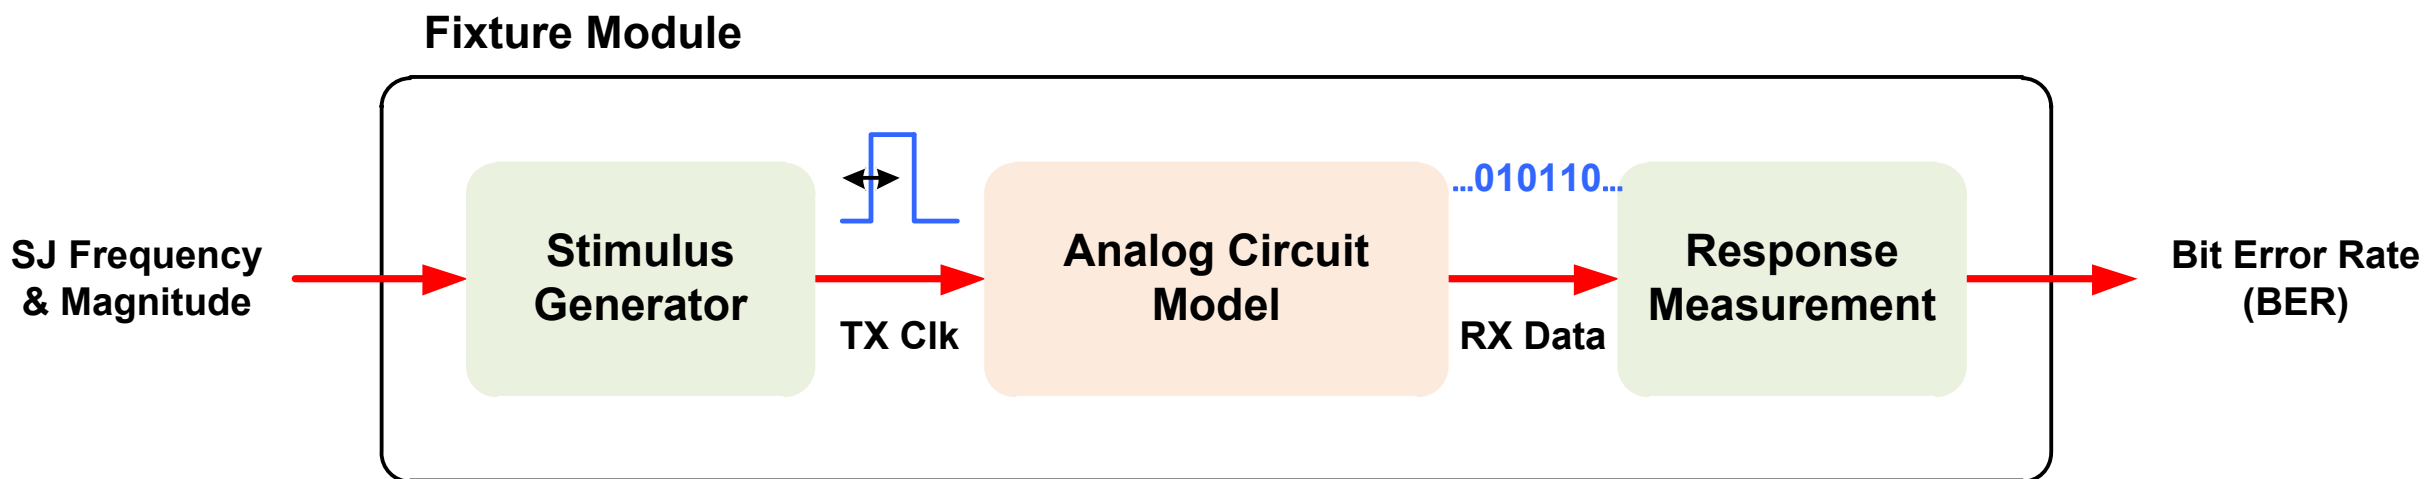 Fixture Module
SJ Frequency
& Magnitude
Stimulus
Generator
TX Clk
Analog Circuit
Model
...010110...
RX Data
Response
Measurement
Bit Error Rate
(BER)